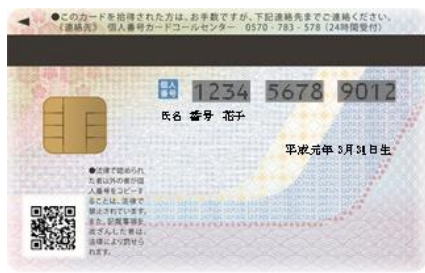 ●このカードを拾得された方は、お手数ですが、下記連絡先までご連絡ください。
《連絡先》 個人番号カードコールセンター 0570 - 783 - 578 (24時間受付)
個人番号 1234 5678 9012
氏名 番号 花子
平成元年 3月31日生
●法律で認められ
た者以外の者が個
人番号をコピーす
ることは、法律で
禁止されています。
また、記載事項を
改ざんした者は、
法律により罰せら
れます。